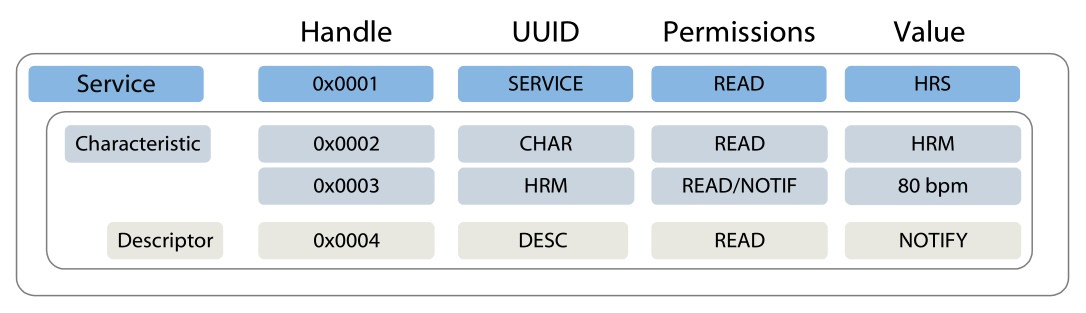 Handle UUID Permissions Value
Service 0x0001 SERVICE READ HRS
Characteristic 0x0002 CHAR READ HRM
0x0003 HRM READ/NOTIF 80 bpm
Descriptor 0x0004 DESC READ NOTIFY